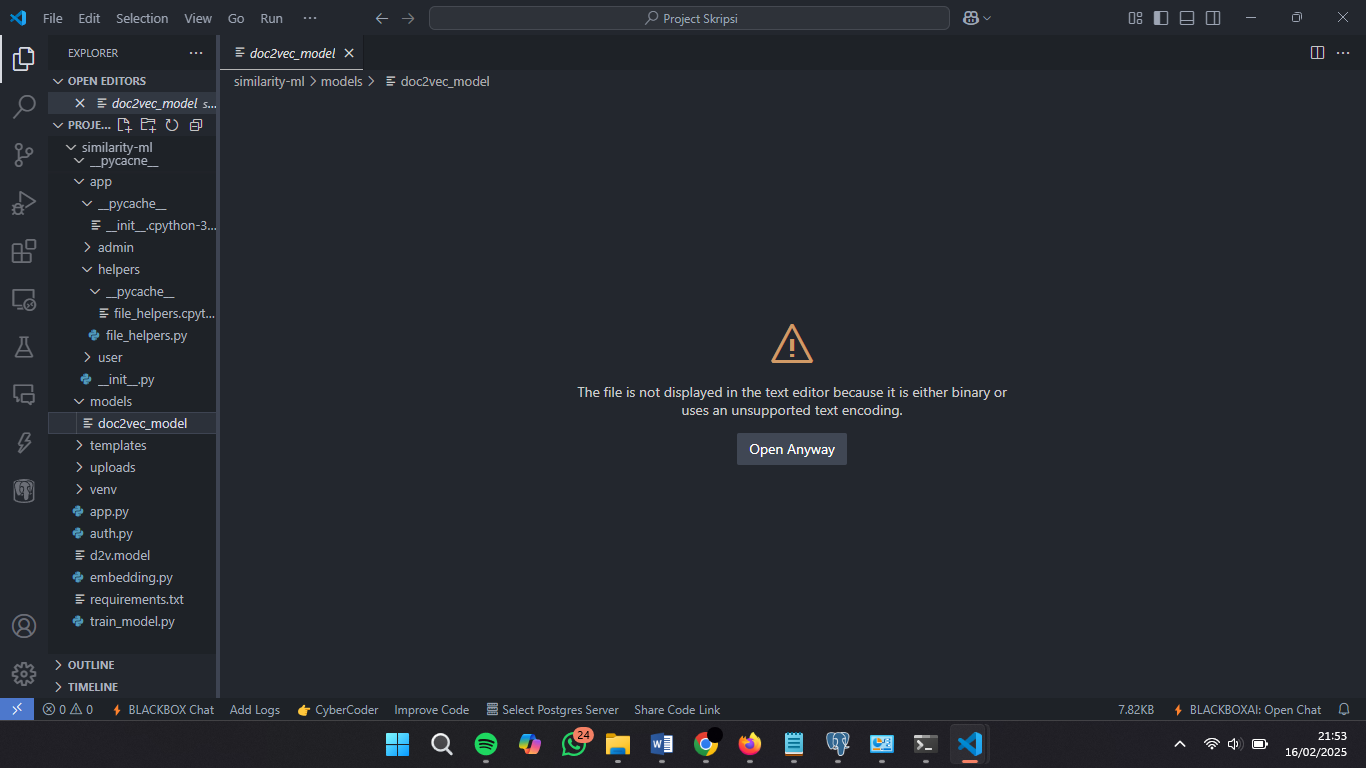 File Edit Selection View Go Run ···
Project Skripsi
EXPLORER ···
OPEN EDITORS
doc2vec_model s...
PROJE...
similarity-ml
__pycache__
app
__pycache__
__init__.cpython-3...
admin
helpers
__pycache__
file_helpers.cpyt...
file_helpers.py
user
__init__.py
models
doc2vec_model
templates
uploads
venv
app.py
auth.py
d2v.model
embedding.py
requirements.txt
train_model.py
OUTLINE
TIMELINE
doc2vec_model
similarity-ml > models > doc2vec_model
The file is not displayed in the text editor because it is either binary or
uses an unsupported text encoding.
Open Anyway
0 0 BLACKBOX Chat Add Logs CyberCoder Improve Code Select Postgres Server Share Code Link 7.82KB BLACKBOXAI: Open Chat
24
21:53
16/02/2025